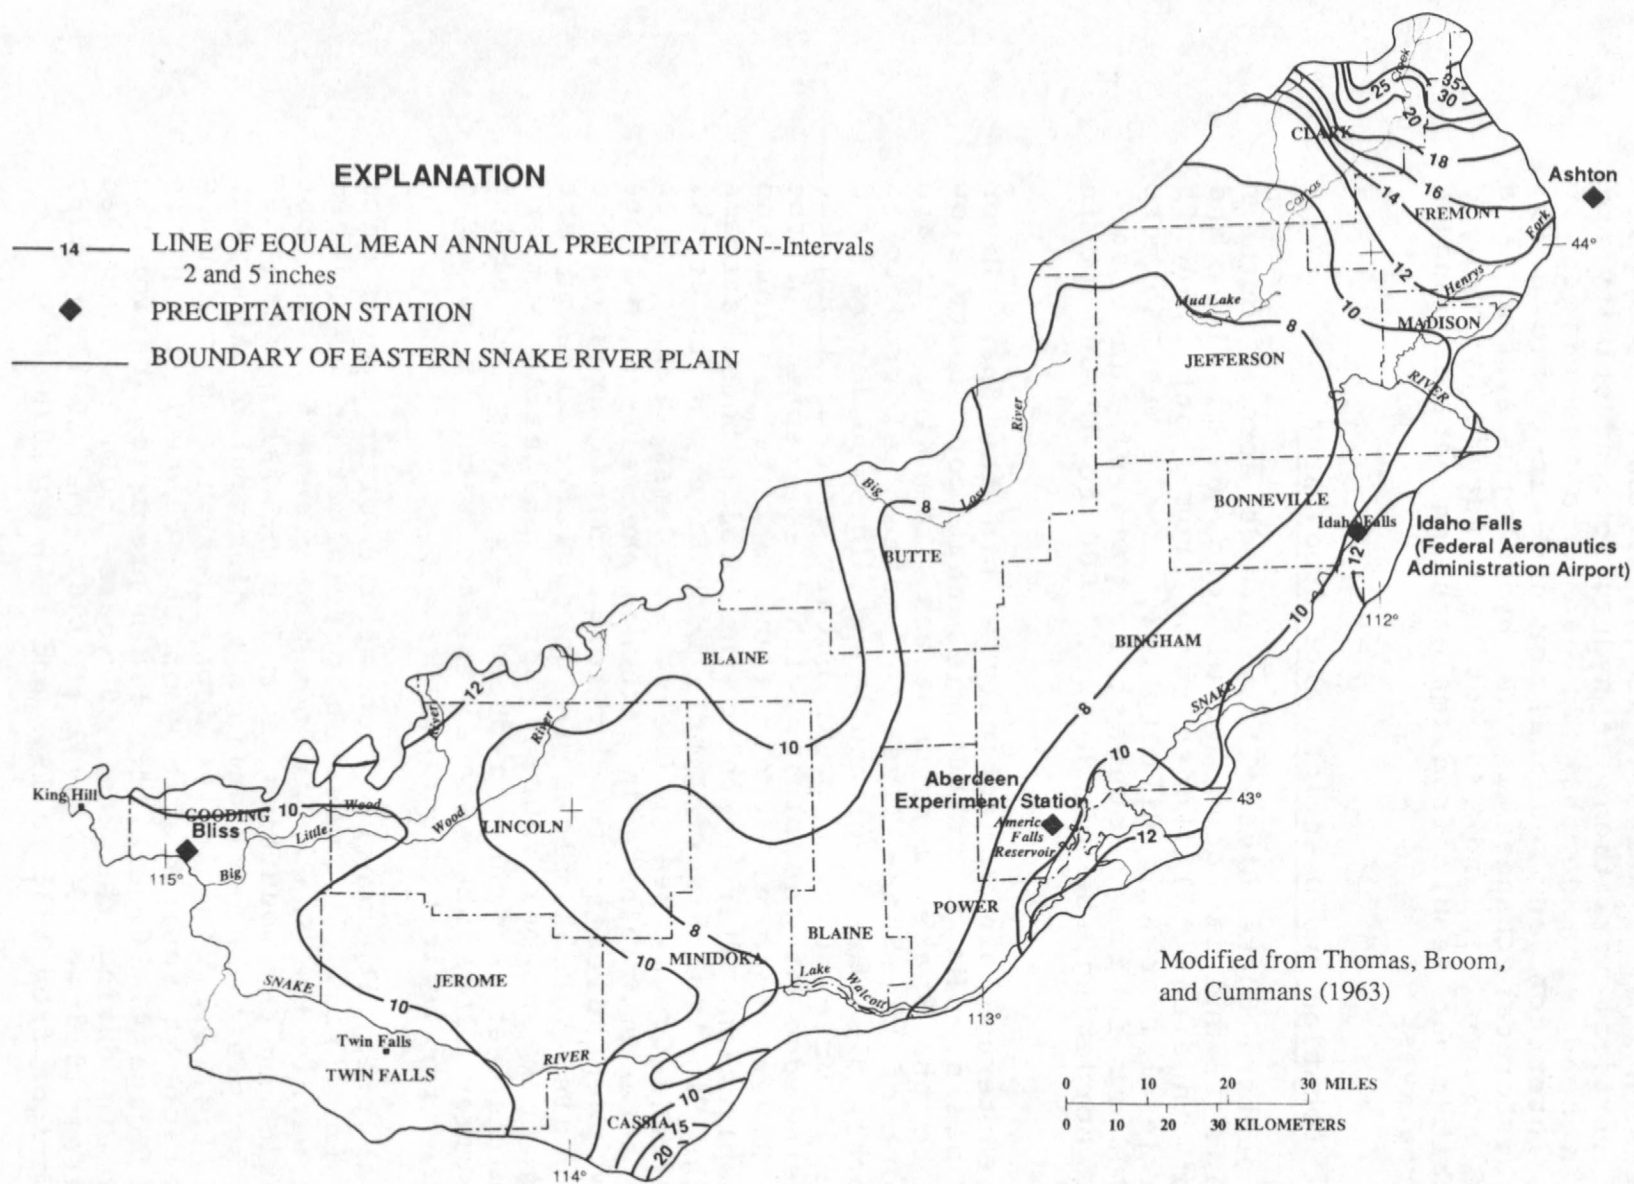 EXPLANATION
14 LINE OF EQUAL MEAN ANNUAL PRECIPITATION--Intervals
2 and 5 inches
PRECIPITATION STATION
BOUNDARY OF EASTERN SNAKE RIVER PLAIN
Creek
25
35
30
20
CLARK
18
Ashton
16
14
Camas
FREMONT
Fork
44°
12
Henrys
Mud Lake
10
8
MADISON
JEFFERSON
RIVER
River
Big
Lost
8
BONNEVILLE
Idaho Falls
Idaho Falls
(Federal Aeronautics
Administration Airport)
12
BUTTE
10
112°
BINGHAM
BLAINE
12
River
River
SNAKE
8
10
10
Aberdeen
Experiment Station
43°
King Hill
GOODING
10
Wood
Bliss
Little
Wood
LINCOLN
American
Falls
Reservoir
12
115°
Big
POWER
8
BLAINE
MINIDOKA
10
Lake
Walcott
JEROME
SNAKE
10
113°
Modified from Thomas, Broom,
and Cummans (1963)
Twin Falls
RIVER
TWIN FALLS
10
CASSIA
15
20
114°
0 10 20 30 MILES
0 10 20 30 KILOMETERS